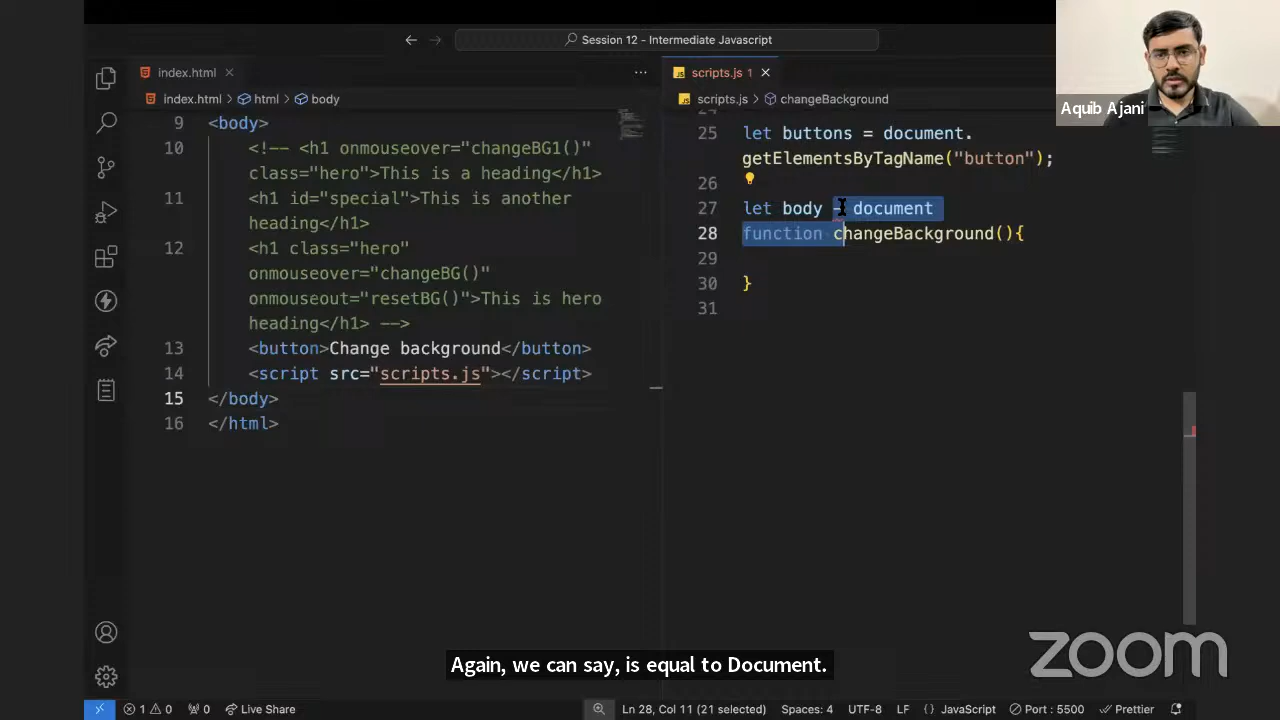 Session 12 - Intermediate Javascript
Aquib Ajani
index.html
index.html > html > body
9 <body>
10 <!-- <h1 onmouseover="changeBG1()"
class="hero">This is a heading</h1>
11 <h1 id="special">This is another
heading</h1>
12 <h1 class="hero"
onmouseover="changeBG()"
onmouseout="resetBG()">This is hero
heading</h1> -->
13 <button>Change background</button>
14 <script src="scripts.js"></script>
15 </body>
16 </html>
scripts.js 1
scripts.js > changeBackground
25 let buttons = document.
getElementsByTagName("button");
26
27 let body = document
28 function changeBackground(){
29
30 }
31
Again, we can say, is equal to Document.
zoom
1 0 0 Live Share Ln 28, Col 11 (21 selected) Spaces: 4 UTF-8 LF {} JavaScript Port : 5500 Prettier